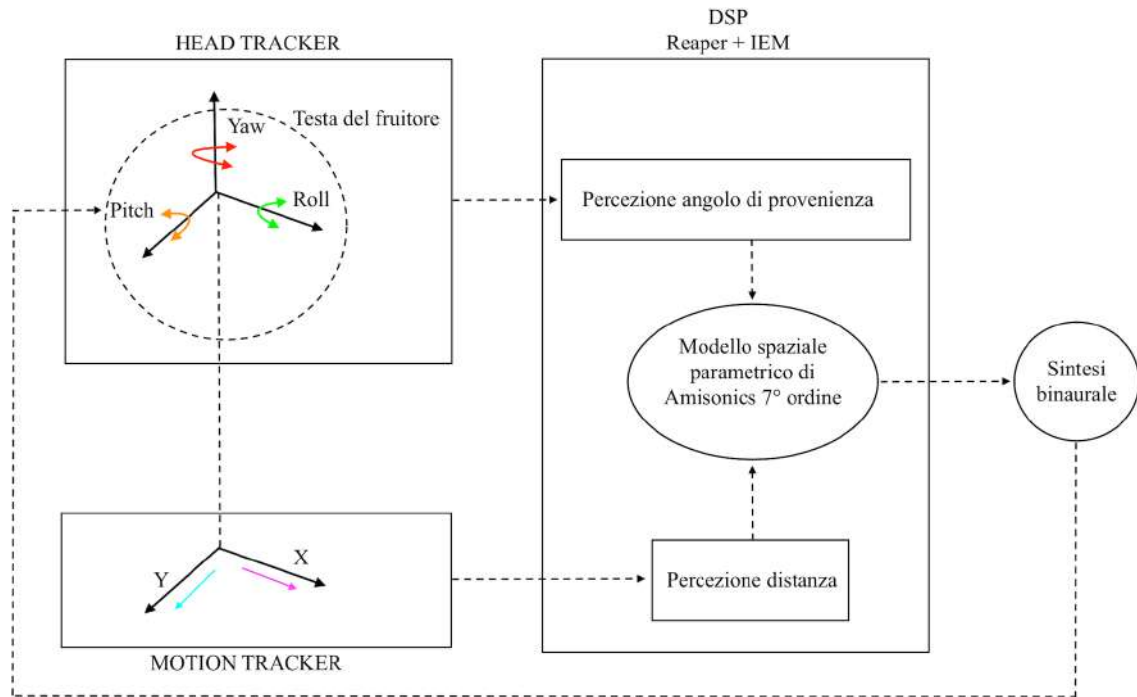 HEAD TRACKER
Testa del fruitore
Yaw
Pitch
Roll
DSP
Reaper + IEM
Percezione angolo di provenienza
Modello spaziale
parametrico di
Amisonics 7° ordine
Sintesi
binaurale
Y
X
Percezione distanza
MOTION TRACKER